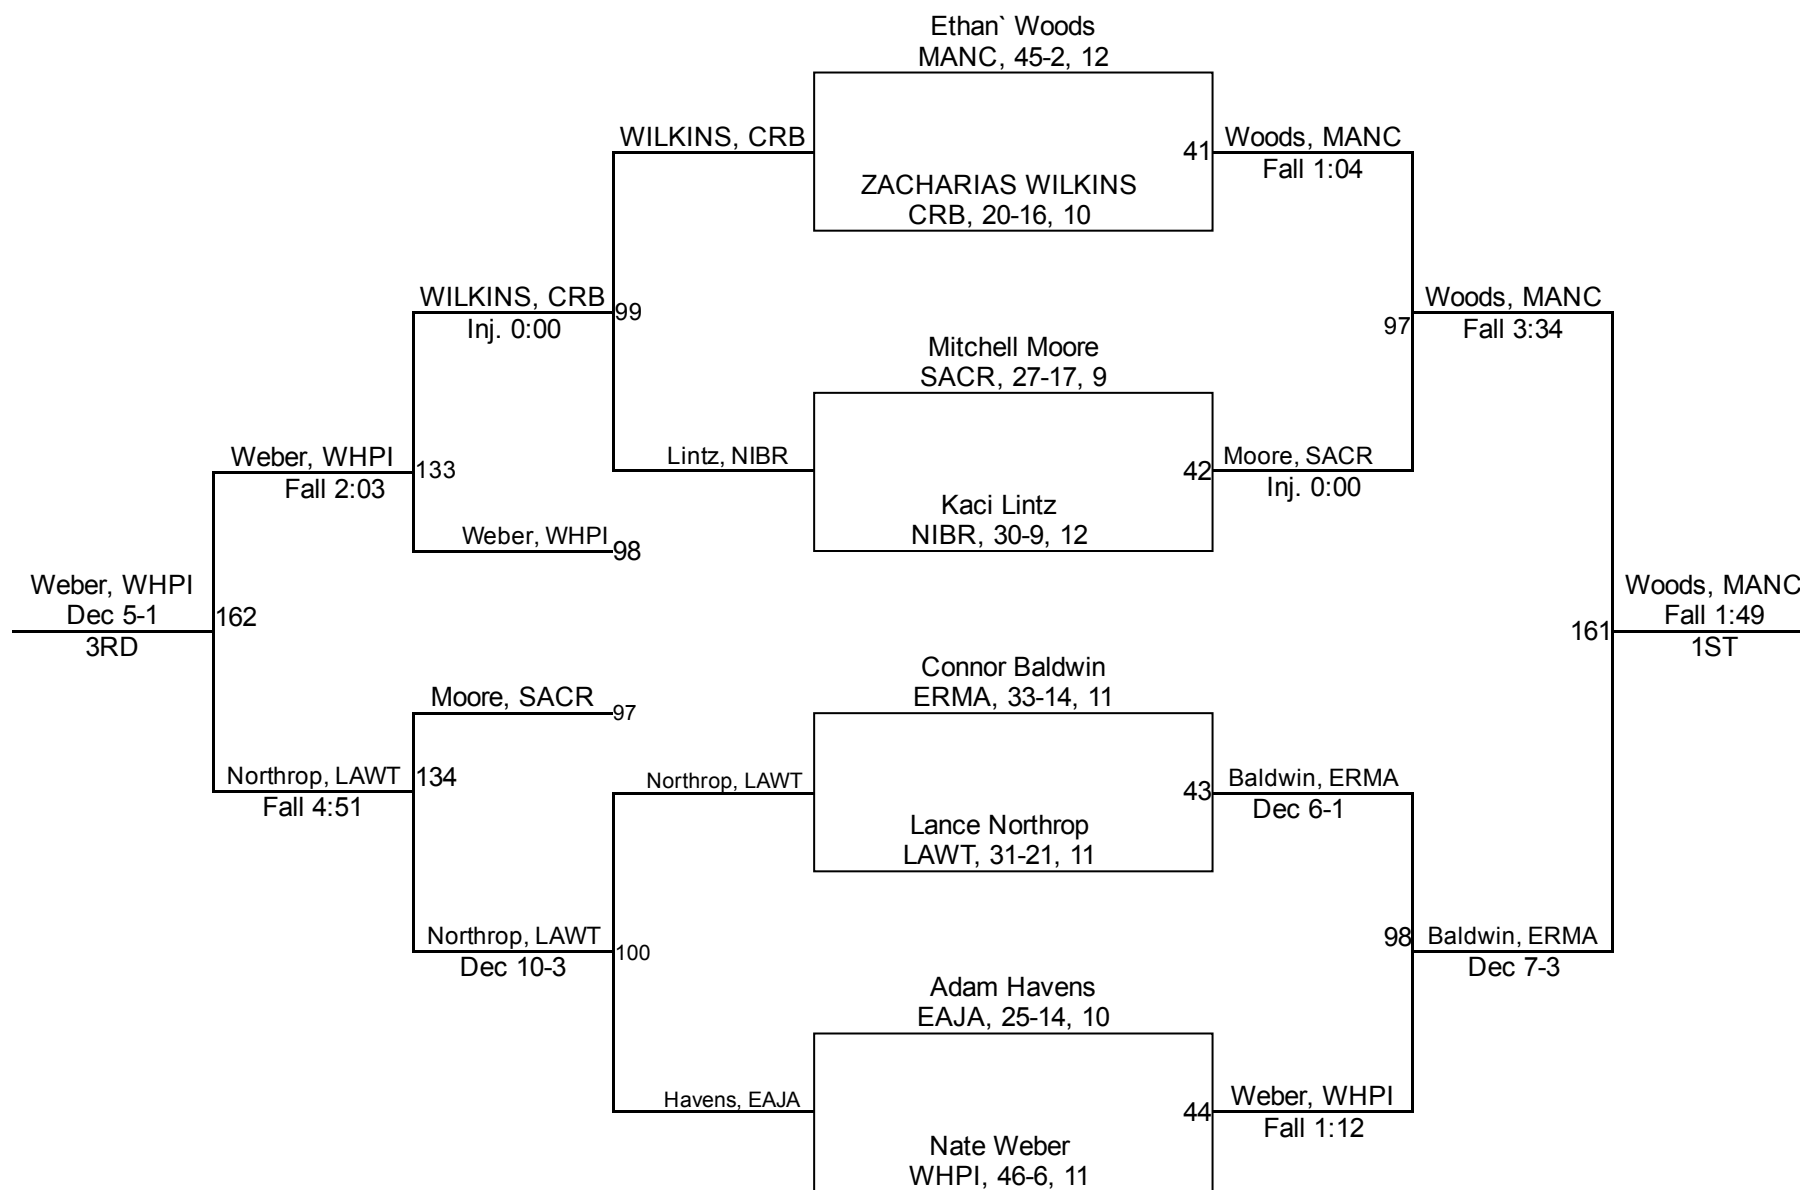 Ethan` Woods
MANC, 45-2, 12
WILKINS, CRB
41
Woods, MANC
Fall 1:04
ZACHARIAS WILKINS
CRB, 20-16, 10
WILKINS, CRB
Inj. 0:00
99
Woods, MANC
Fall 3:34
97
Mitchell Moore
SACR, 27-17, 9
Lintz, NIBR
42
Moore, SACR
Inj. 0:00
Weber, WHPI
Fall 2:03
133
Kaci Lintz
NIBR, 30-9, 12
Weber, WHPI
98
Weber, WHPI
Dec 5-1
3RD
162
161
Woods, MANC
Fall 1:49
1ST
Connor Baldwin
ERMA, 33-14, 11
Moore, SACR
97
Northrop, LAWT
Fall 4:51
134
Northrop, LAWT
43
Baldwin, ERMA
Dec 6-1
Lance Northrop
LAWT, 31-21, 11
Northrop, LAWT
Dec 10-3
100
98
Baldwin, ERMA
Dec 7-3
Adam Havens
EAJA, 25-14, 10
Havens, EAJA
44
Weber, WHPI
Fall 1:12
Nate Weber
WHPI, 46-6, 11